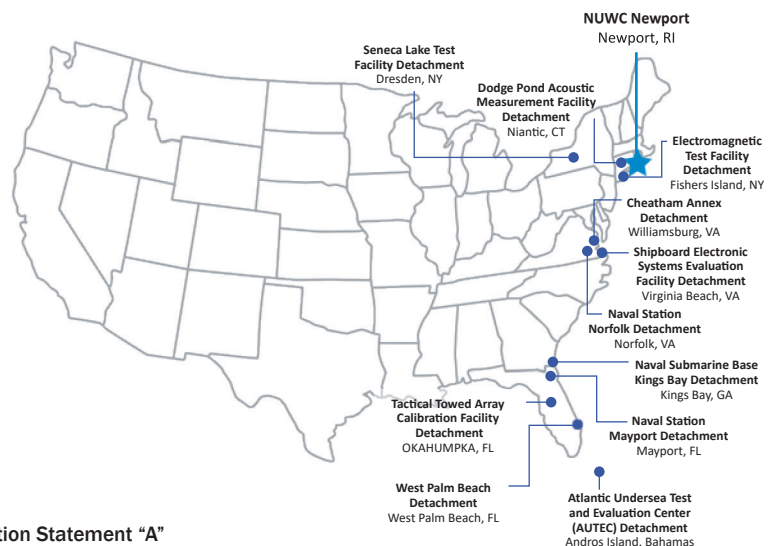 NUWC Newport
Newport, RI
Seneca Lake Test
Facility Detachment
Dresden, NY
Dodge Pond Acoustic
Measurement Facility
Detachment
Niantic, CT
Electromagnetic
Test Facility
Detachment
Fishers Island, NY
Cheatham Annex
Detachment
Williamsburg, VA
Shipboard Electronic
Systems Evaluation
Facility Detachment
Virginia Beach, VA
Naval Station
Norfolk Detachment
Norfolk, VA
Naval Submarine Base
Kings Bay Detachment
Kings Bay, GA
Tactical Towed Array
Calibration Facility
Detachment
OKAHUMPKA, FL
Naval Station
Mayport Detachment
Mayport, FL
West Palm Beach
Detachment
West Palm Beach, FL
Atlantic Undersea Test
and Evaluation Center
(AUTEC) Detachment
Andros Island, Bahamas
tion Statement “A”